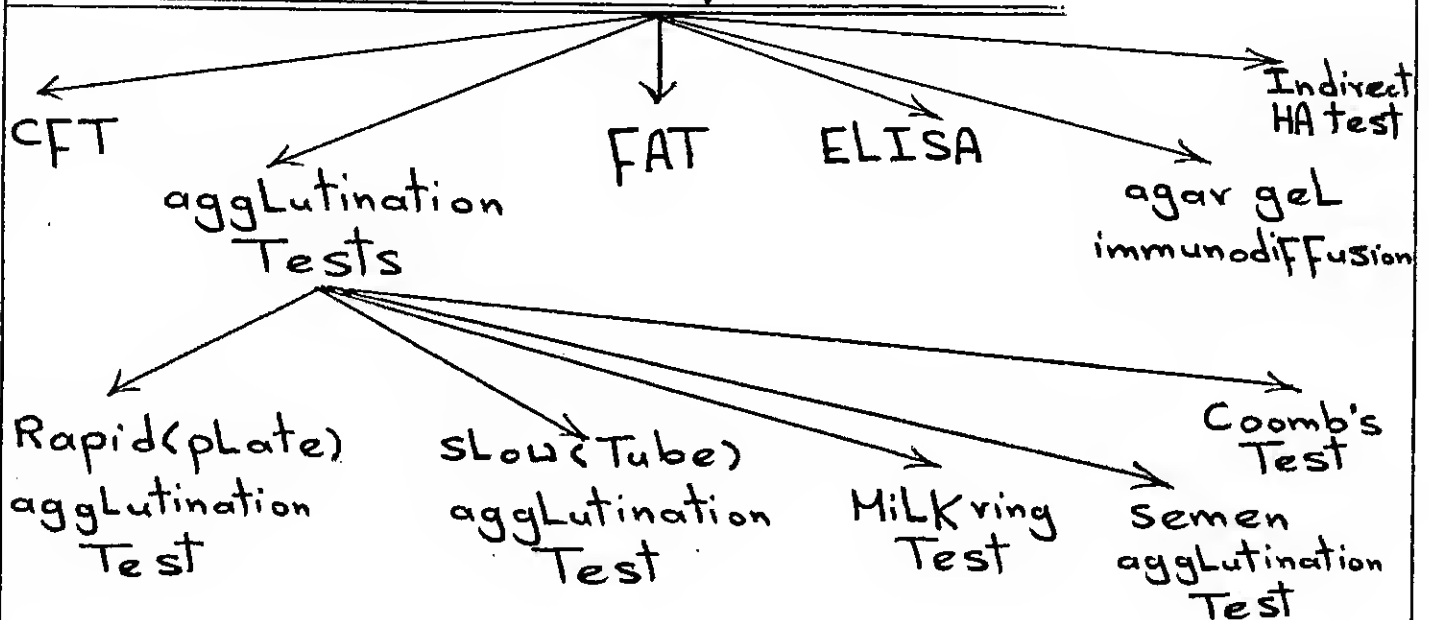 CFT
agglutination
Tests
FAT
ELISA
agar gel
immunodiffusion
Indirect
HA test
Rapid(plate)
agglutination
Test
Slow(Tube)
agglutination
Test
Milk ring
Test
Semen
agglutination
Test
Coomb's
Test